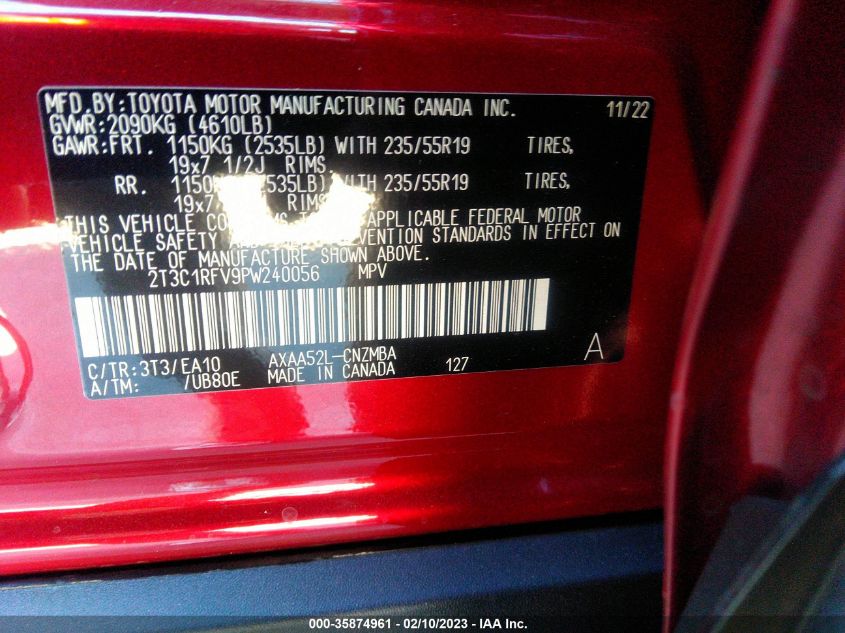 MFD.BY:TOYOTA MOTOR MANUFACTURING CANADA INC. 11/22
GVWR:2090KG (4610LB)
GAWR:FRT. 1150KG (2535LB) WITH 235/55R19 TIRES,
19x7 1/2J RIMS
RR. 1150 2535LB) WITH 235/55R19 TIRES,
19x7 RIMS
THIS VEHICLE APPLICABLE FEDERAL MOTOR
VEHICLE SAFETY STANDARDS IN EFFECT ON
THE DATE OF MANUFACTURE SHOWN ABOVE.
2T3C1RFV9PW240056 MPV
C/TR:3T3/EA10 AXAA52L-CNZMBA
A/TM: /UB80E MADE IN CANADA 127 A
000-35874961 - 02/10/2023 - IAA Inc.